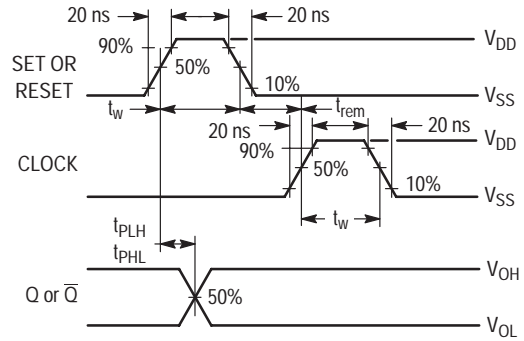 20 ns 20 ns
90% V_DD
SET OR 50%
RESET 10%
V_SS
t_w t_rem
20 ns 20 ns
90% V_DD
CLOCK 50%
10%
V_SS
t_w
t_PLH
t_PHL
V_OH
Q or Q̅ 50%
V_OL